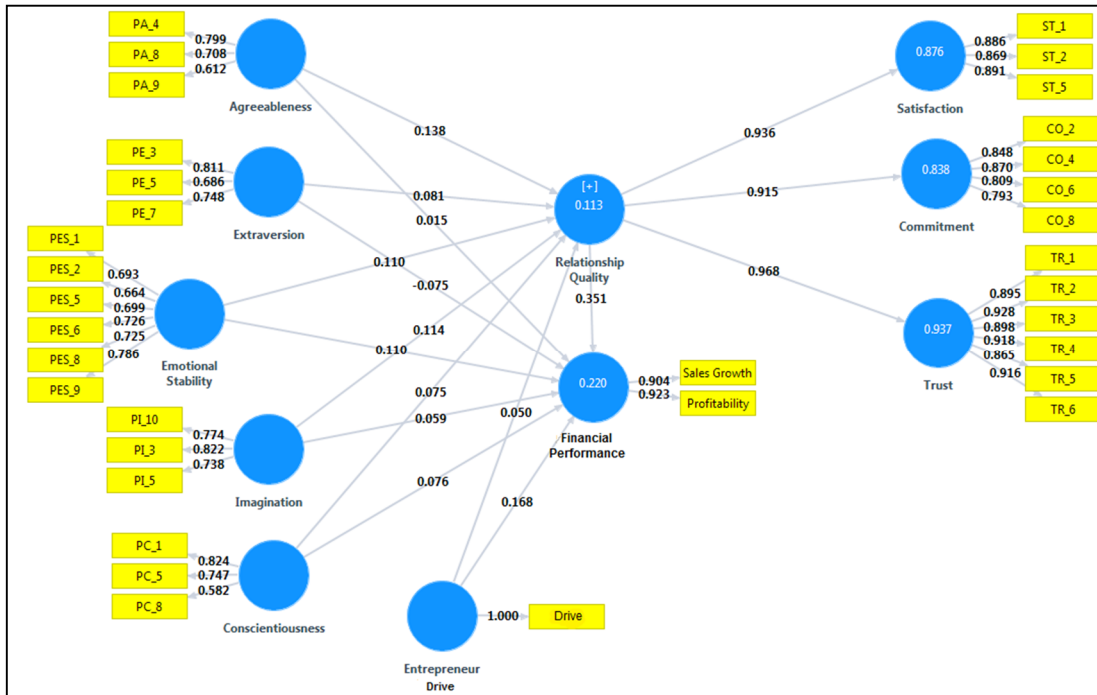 PA_4
PA_8
PA_9
0.799
0.708
0.612
Agreeableness
PE_3
PE_5
PE_7
0.811
0.686
0.748
Extraversion
PES_1
PES_2
PES_5
PES_6
PES_8
PES_9
0.693
0.664
0.699
0.726
0.725
0.786
Emotional
Stability
PI_10
PI_3
PI_5
0.774
0.822
0.738
Imagination
PC_1
PC_5
PC_8
0.824
0.747
0.582
Conscientiousness
0.138
0.081
0.015
0.110
-0.075
0.114
0.110
0.075
0.059
0.050
0.076
0.168
[+]
0.113
Relationship
Quality
0.351
0.220
Financial
Performance
0.904
0.923
Sales Growth
Profitability
1.000
Drive
Entrepreneur
Drive
0.936
0.915
0.968
0.876
Satisfaction
0.886
0.869
0.891
ST_1
ST_2
ST_5
0.838
Commitment
0.848
0.870
0.809
0.793
CO_2
CO_4
CO_6
CO_8
0.937
Trust
0.895
0.928
0.898
0.918
0.865
0.916
TR_1
TR_2
TR_3
TR_4
TR_5
TR_6